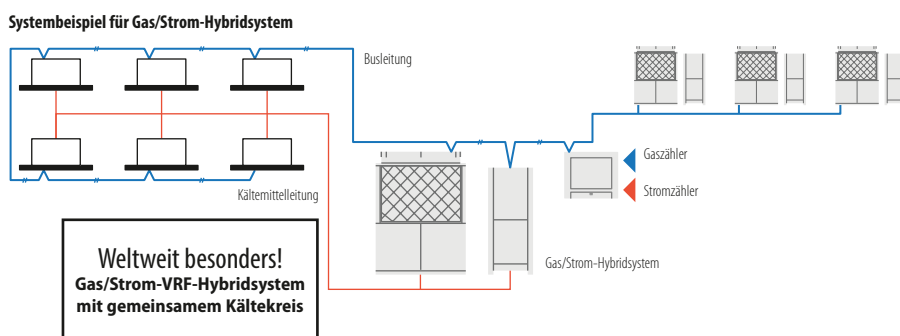 Systembeispiel für Gas/Strom-Hybridsystem
Busleitung
Gaszähler
Stromzähler
Kältemittelleitung
Gas/Strom-Hybridsystem
Weltweit besonders!
Gas/Strom-VRF-Hybridsystem
mit gemeinsamem Kältekreis